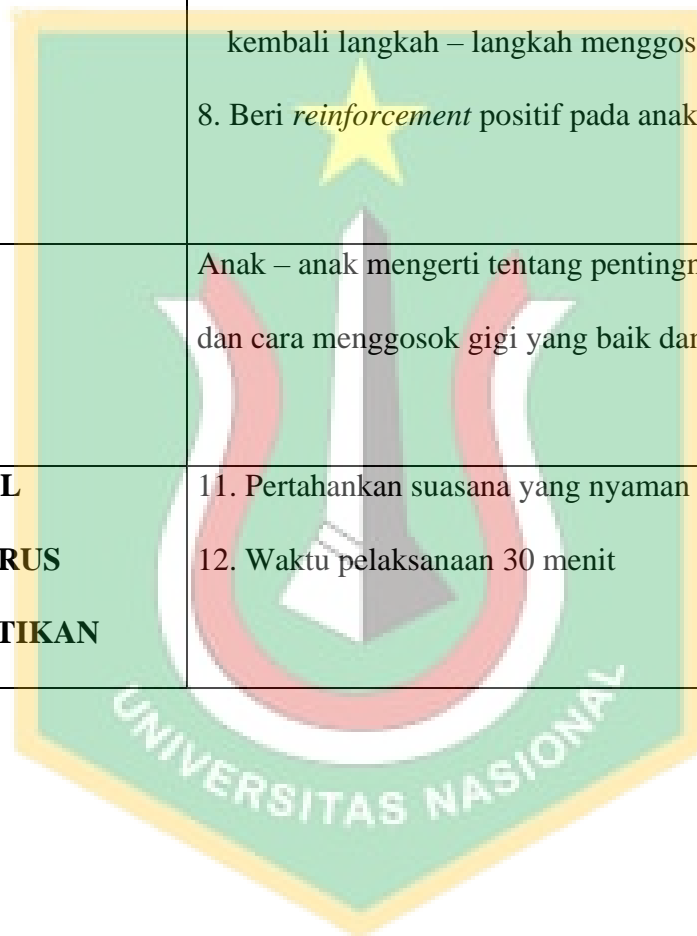 kembali langkah – langkah menggos
8. Beri reinforcement positif pada anak
Anak – anak mengerti tentang pentingn
dan cara menggosok gigi yang baik dan
L
11. Pertahankan suasana yang nyaman
RUS
12. Waktu pelaksanaan 30 menit
TIKAN
UNIVERSITAS NASIONAL